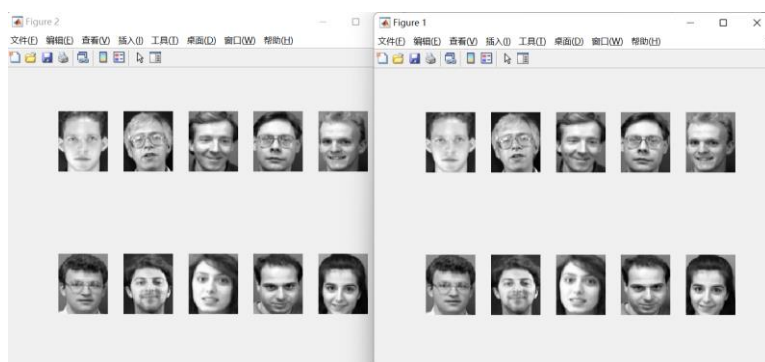 Figure 2
文件(F) 编辑(E) 查看(V) 插入(I) 工具(T) 桌面(D) 窗口(W) 帮助(H)
Figure 1
文件(F) 编辑(E) 查看(V) 插入(I) 工具(T) 桌面(D) 窗口(W) 帮助(H)